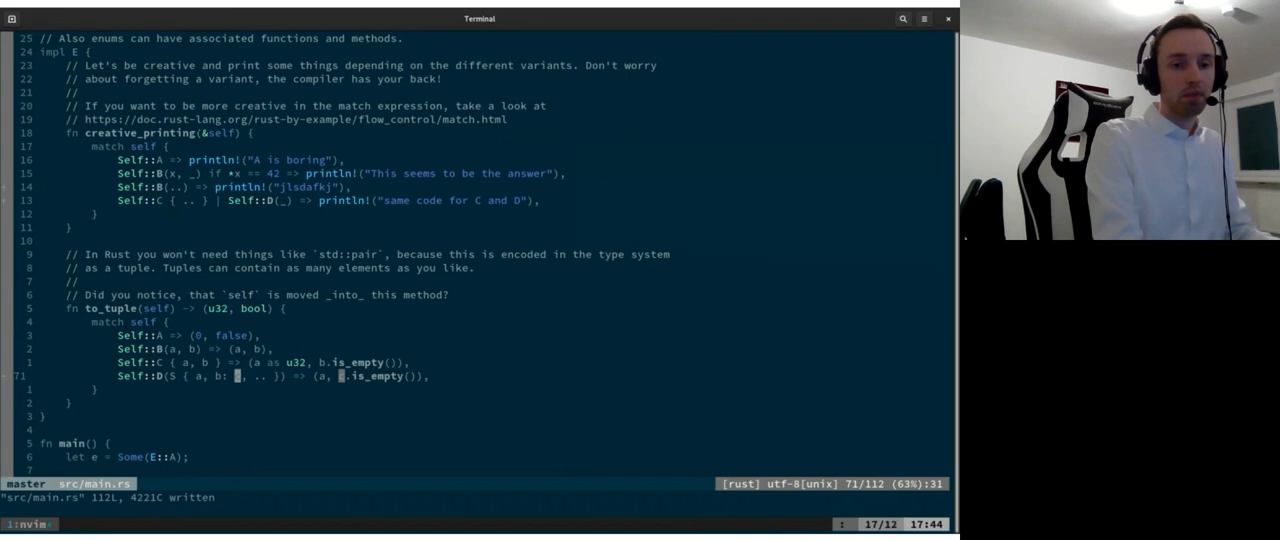 Terminal
25 // Also enums can have associated functions and methods.
24 impl E {
23 // Let's be creative and print some things depending on the different variants. Don't worry
22 // about forgetting a variant, the compiler has your back!
21 //
20 // If you want to be more creative in the match expression, take a look at
19 // https://doc.rust-lang.org/rust-by-example/flow_control/match.html
18 fn creative_printing(&self) {
17 match self {
16 Self::A => println!("A is boring"),
15 Self::B(x, _) if *x == 42 => println!("This seems to be the answer"),
14 Self::B(..) => println!("jlsdafkj"),
13 Self::C { .. } | Self::D(_) => println!("same code for C and D"),
12 }
11 }
10
9 // In Rust you won't need things like `std::pair`, because this is encoded in the type system
8 // as a tuple. Tuples can contain as many elements as you like.
7 //
6 // Did you notice, that `self` is moved _into_ this method?
5 fn to_tuple(self) -> (u32, bool) {
4 match self {
3 Self::A => (0, false),
2 Self::B(a, b) => (a, b),
1 Self::C { a, b } => (a as u32, b.is_empty()),
71 Self::D(S { a, b: , .. }) => (a, .is_empty()),
1 }
2 }
3 }
4
5 fn main() {
6 let e = Some(E::A);
7
master src/main.rs [rust] utf-8[unix] 71/112 (63%):31
"src/main.rs" 112L, 4221C written
1:nvim* : 17/12 17:44